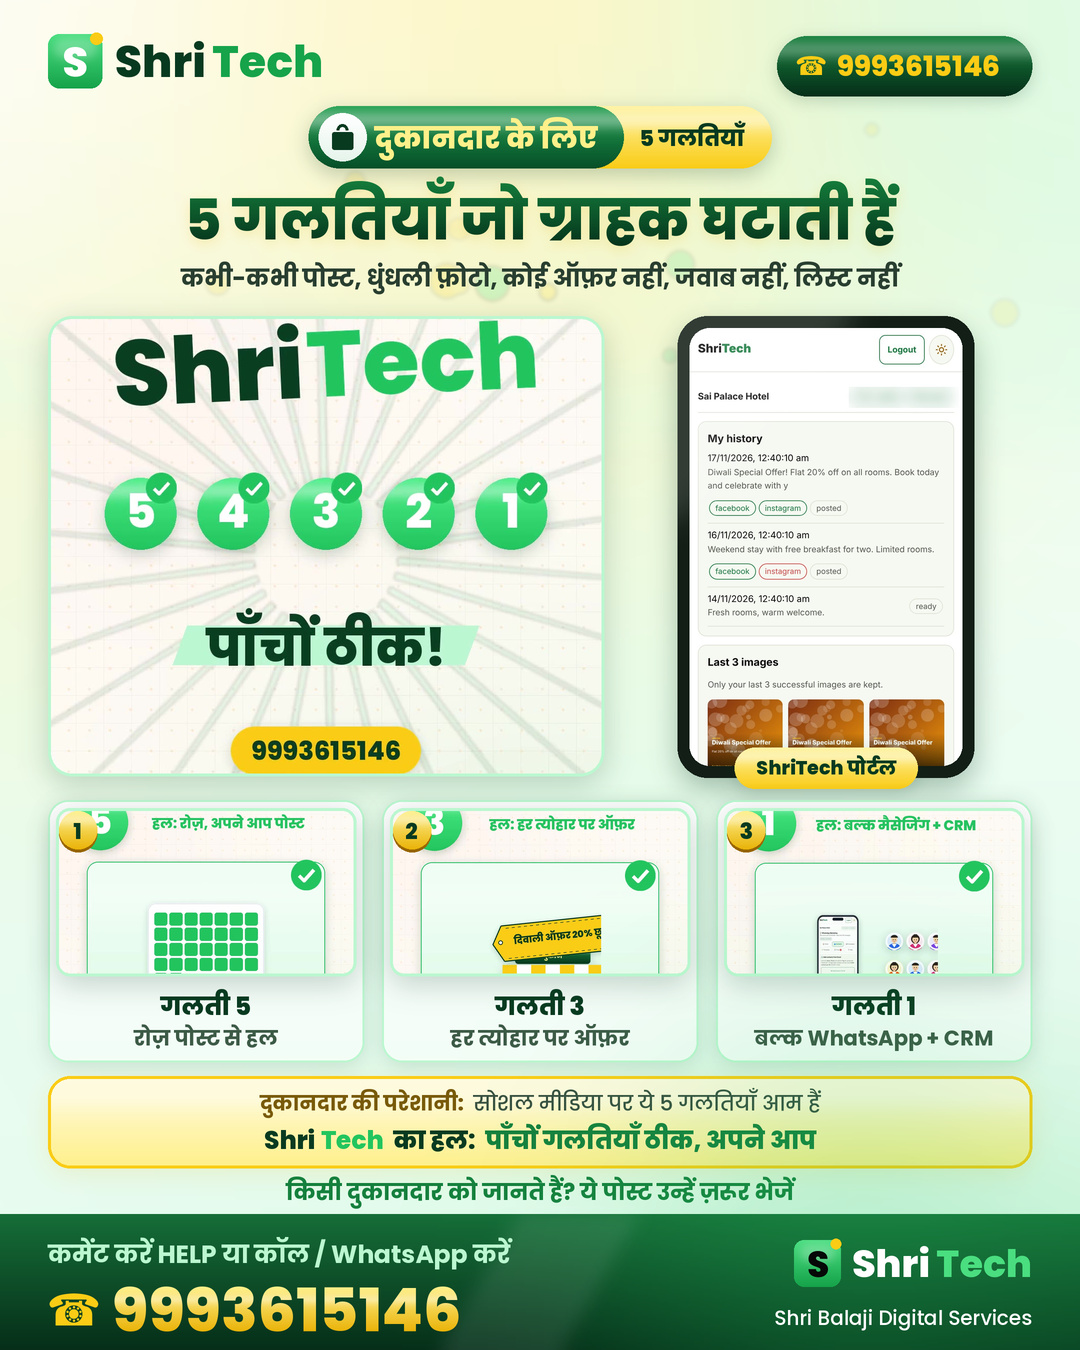 S Shri Tech
☎ 9993615146
दुकानदार के लिए
5 गलतियाँ
5 गलतियाँ जो ग्राहक घटाती हैं
कभी-कभी पोस्ट, धुंधली फ़ोटो, कोई ऑफ़र नहीं, जवाब नहीं, लिस्ट नहीं
ShriTech
5 4 3 2 1
पाँचों ठीक!
9993615146
ShriTech
Logout
Sai Palace Hotel
My history
17/11/2026, 12:40:10 am
Diwali Special Offer! Flat 20% off on all rooms. Book today
and celebrate with y
facebook instagram posted
16/11/2026, 12:40:10 am
Weekend stay with free breakfast for two. Limited rooms.
facebook instagram posted
14/11/2026, 12:40:10 am
Fresh rooms, warm welcome.
ready
Last 3 images
Only your last 3 successful images are kept.
Diwali Special Offer Diwali Special Offer Diwali Special Offer
ShriTech पोर्टल
1 5 हल: रोज़, अपने आप पोस्ट
गलती 5
रोज़ पोस्ट से हल
2 3 हल: हर त्योहार पर ऑफ़र
दिवाली ऑफ़र 20%
गलती 3
हर त्योहार पर ऑफ़र
3 1 हल: बल्क मैसेजिंग + CRM
गलती 1
बल्क WhatsApp + CRM
दुकानदार की परेशानी: सोशल मीडिया पर ये 5 गलतियाँ आम हैं
Shri Tech का हल: पाँचों गलतियाँ ठीक, अपने आप
किसी दुकानदार को जानते हैं? ये पोस्ट उन्हें ज़रूर भेजें
कमेंट करें HELP या कॉल / WhatsApp करें
☎ 9993615146
S Shri Tech
Shri Balaji Digital Services